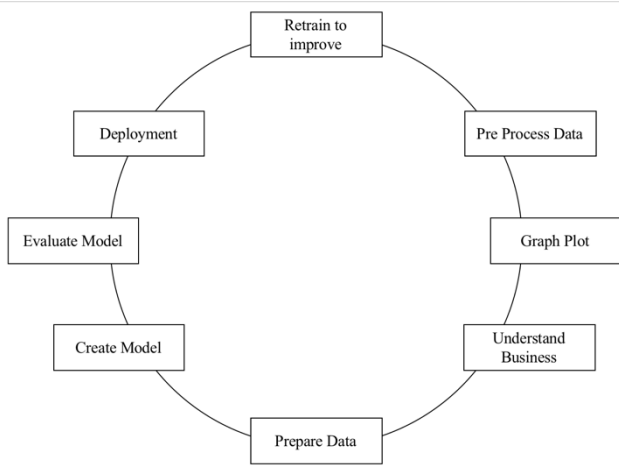 Retrain to
improve
Deployment
Pre Process Data
Evaluate Model
Graph Plot
Create Model
Understand
Business
Prepare Data